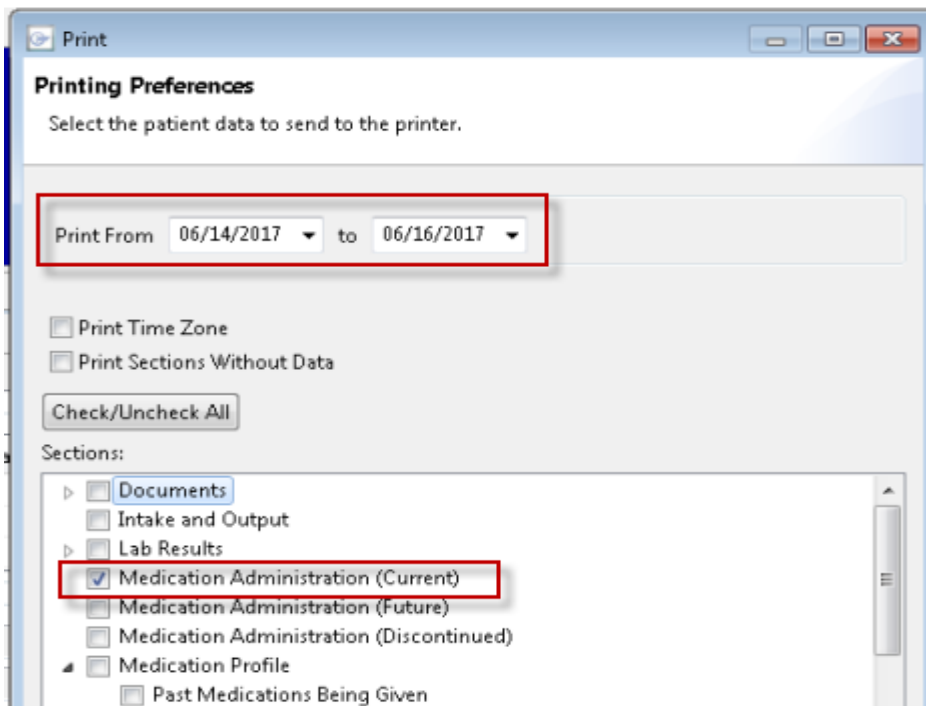 Print
Printing Preferences
Select the patient data to send to the printer.
Print From 06/14/2017 to 06/16/2017
Print Time Zone
Print Sections Without Data
Check/Uncheck All
Sections:
Documents
Intake and Output
Lab Results
Medication Administration (Current)
Medication Administration (Future)
Medication Administration (Discontinued)
Medication Profile
Past Medications Being Given